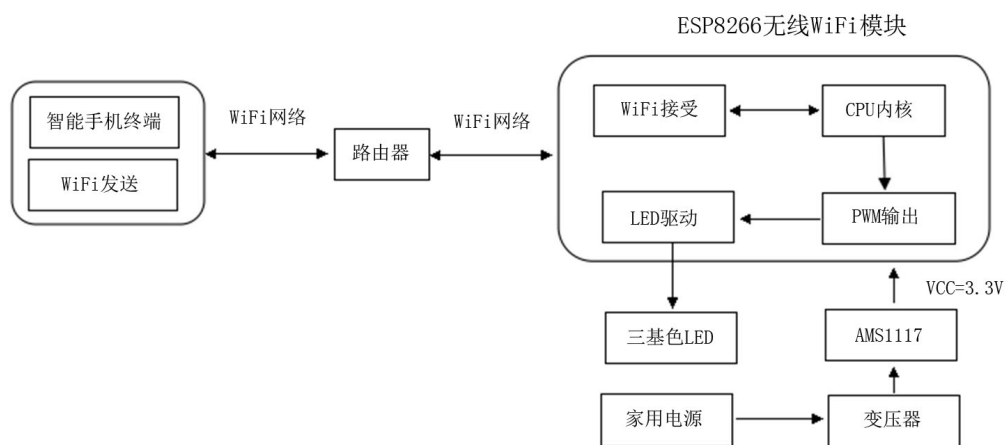 ESP8266无线WiFi模块
智能手机终端
WiFi发送
WiFi网络
路由器
WiFi网络
WiFi接受
CPU内核
LED驱动
PWM输出
VCC=3.3V
三基色LED
AMS1117
家用电源
变压器